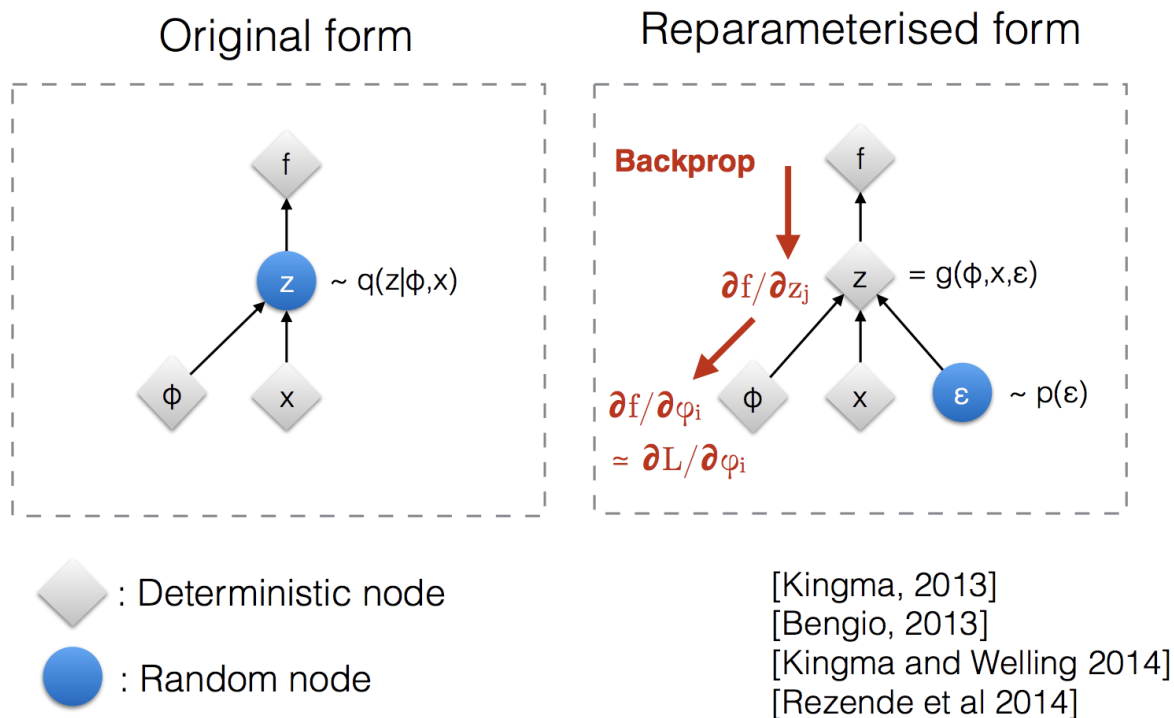 Original form
f
z ~ q(z|ϕ,x)
ϕ x
Reparameterised form
f
Backprop
∂f/∂zj
z = g(ϕ,x,ε)
∂f/∂φi
≃ ∂L/∂φi
ϕ x ε ~ p(ε)
: Deterministic node
: Random node
[Kingma, 2013]
[Bengio, 2013]
[Kingma and Welling 2014]
[Rezende et al 2014]